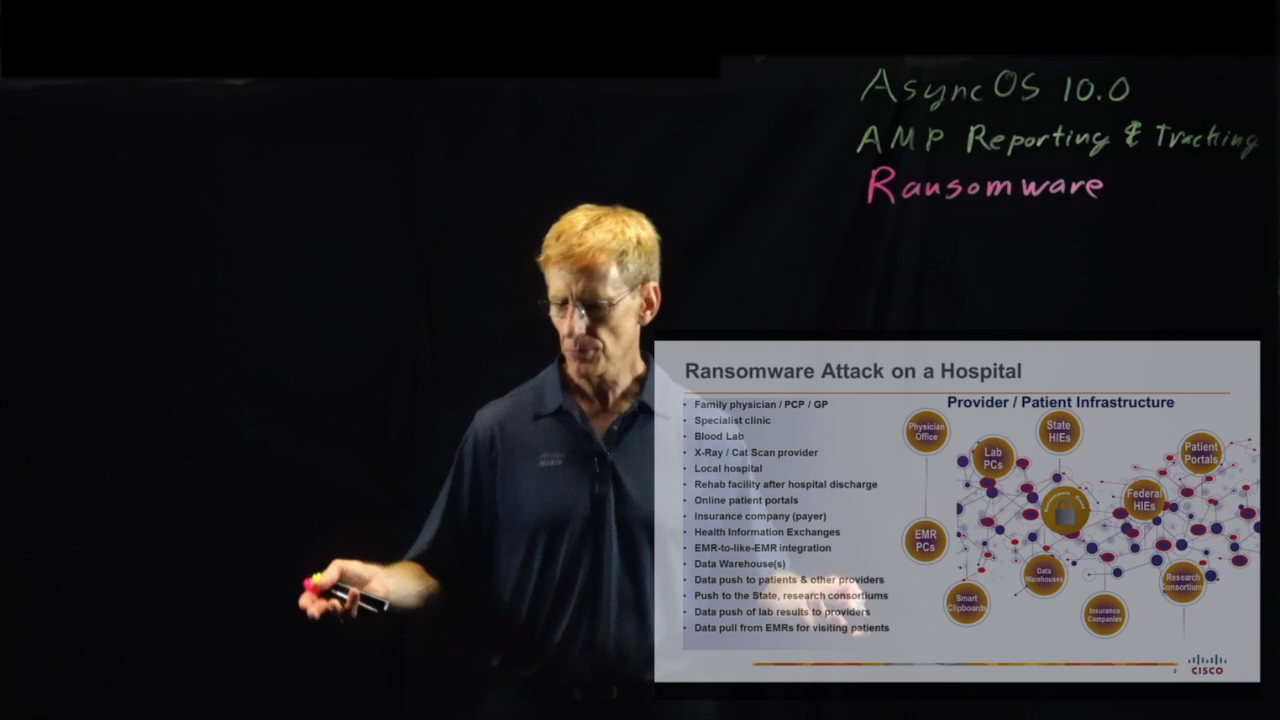 AsyncOS 10.0
AMP Reporting & Tracking
Ransomware
Ransomware Attack on a Hospital
• Family physician / PCP / GP
• Specialist clinic
• Blood Lab
• X-Ray / Cat Scan provider
• Local hospital
• Rehab facility after hospital discharge
• Online patient portals
• Insurance company (payer)
• Health Information Exchanges
• EMR-to-like-EMR integration
• Data Warehouse(s)
• Data push to patients & other providers
• Push to the State, research consortiums
• Data push of lab results to providers
• Data pull from EMRs for visiting patients
Provider / Patient Infrastructure
Physician
Office
State
HIEs
Lab
PCs
Patient
Portals
Federal
HIEs
EMR
PCs
Data
Warehouses
Research
Consortiums
Smart
Clipboards
Insurance
Companies
CISCO